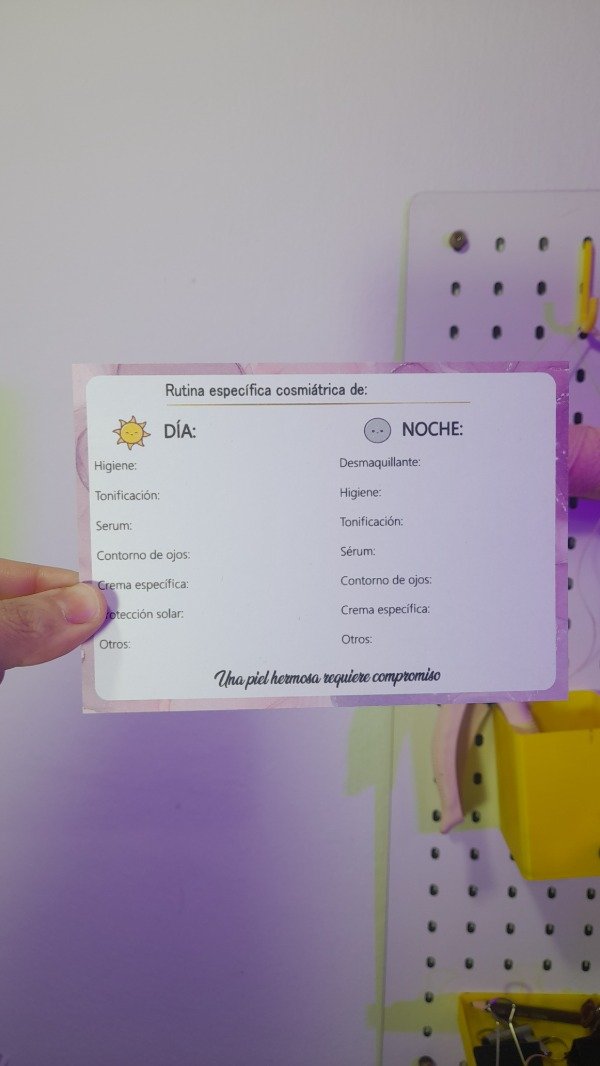 Rutina específica cosmiátrica de:
DÍA:
Higiene:
Tonificación:
Serum:
Contorno de ojos:
Crema específica:
otección solar:
Otros:
NOCHE:
Desmaquillante:
Higiene:
Tonificación:
Sérum:
Contorno de ojos:
Crema específica:
Otros:
Una piel hermosa requiere compromiso